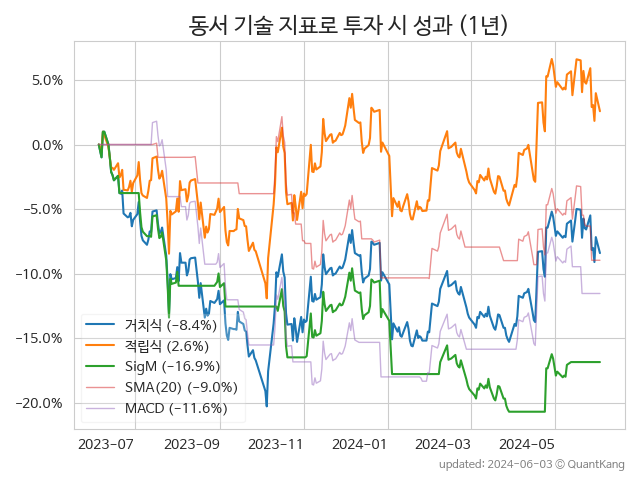 동서 기술 지표로 투자 시 성과 (1년)
5.0%
0.0%
−5.0%
−10.0%
−15.0%
−20.0%
거치식 (−8.4%)
적립식 (2.6%)
SigM (−16.9%)
SMA(20) (−9.0%)
MACD (−11.6%)
2023-07
2023-09
2023-11
2024-01
2024-03
2024-05
updated: 2024-06-03 ⓒ QuantKang